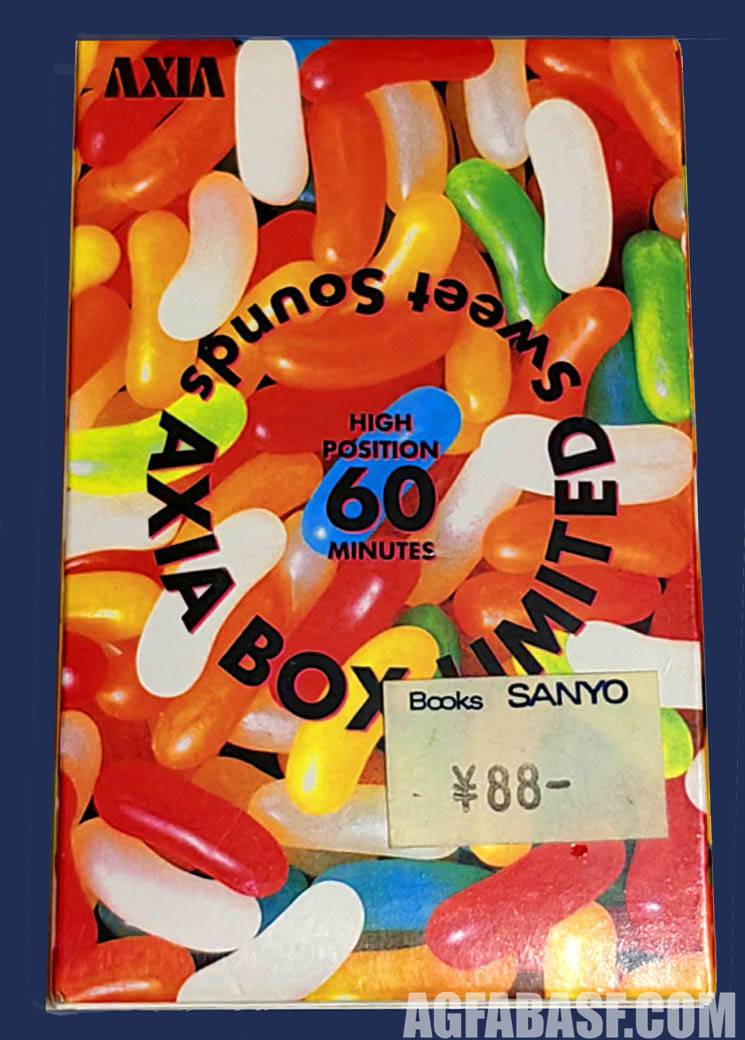 AXIA
Sweet Sounds
HIGH
POSITION
60
MINUTES
AXIA BOX LIMITED
Books SANYO
¥88-
AGFABASF.COM